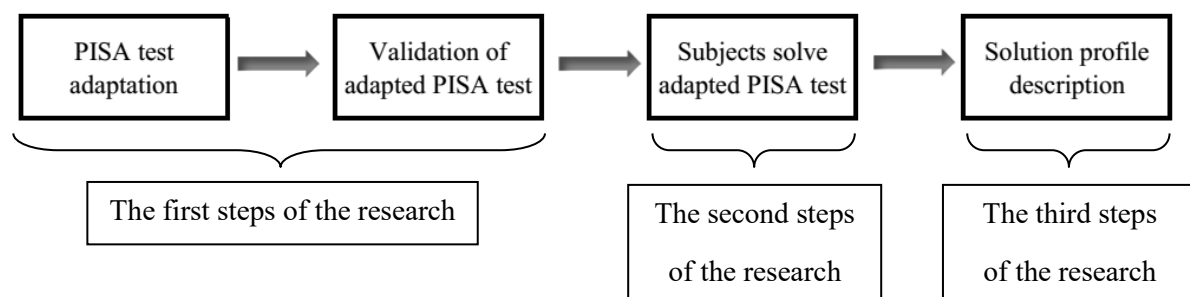 PISA test
adaptation
Validation of
adapted PISA test
Subjects solve
adapted PISA test
Solution profile
description
The first steps of the research
The second steps
of the research
The third steps
of the research